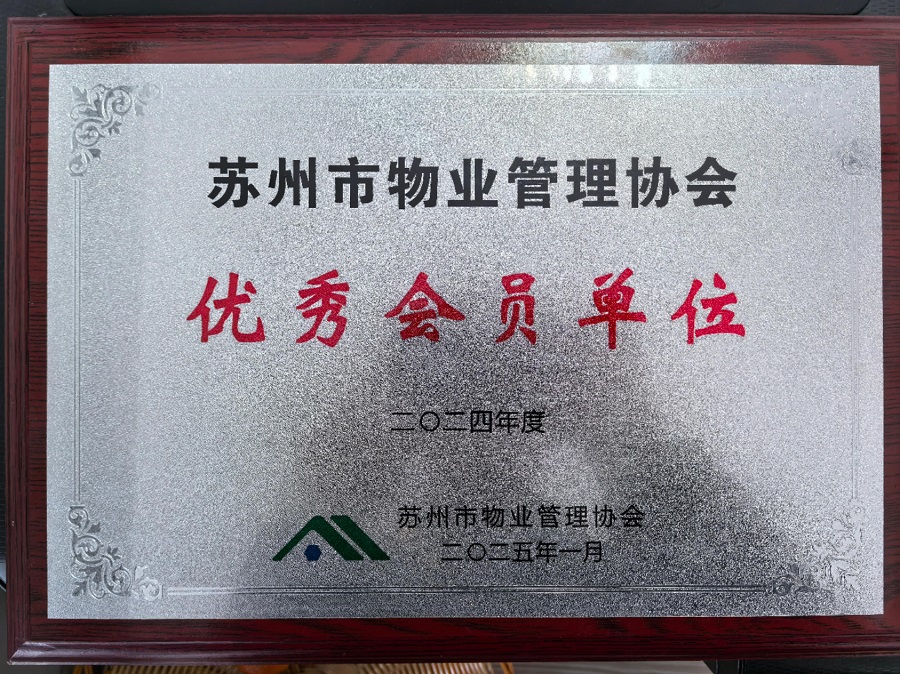 苏州市物业管理协会
优秀会员单位
二〇二四年度
苏州市物业管理协会
二〇二五年一月